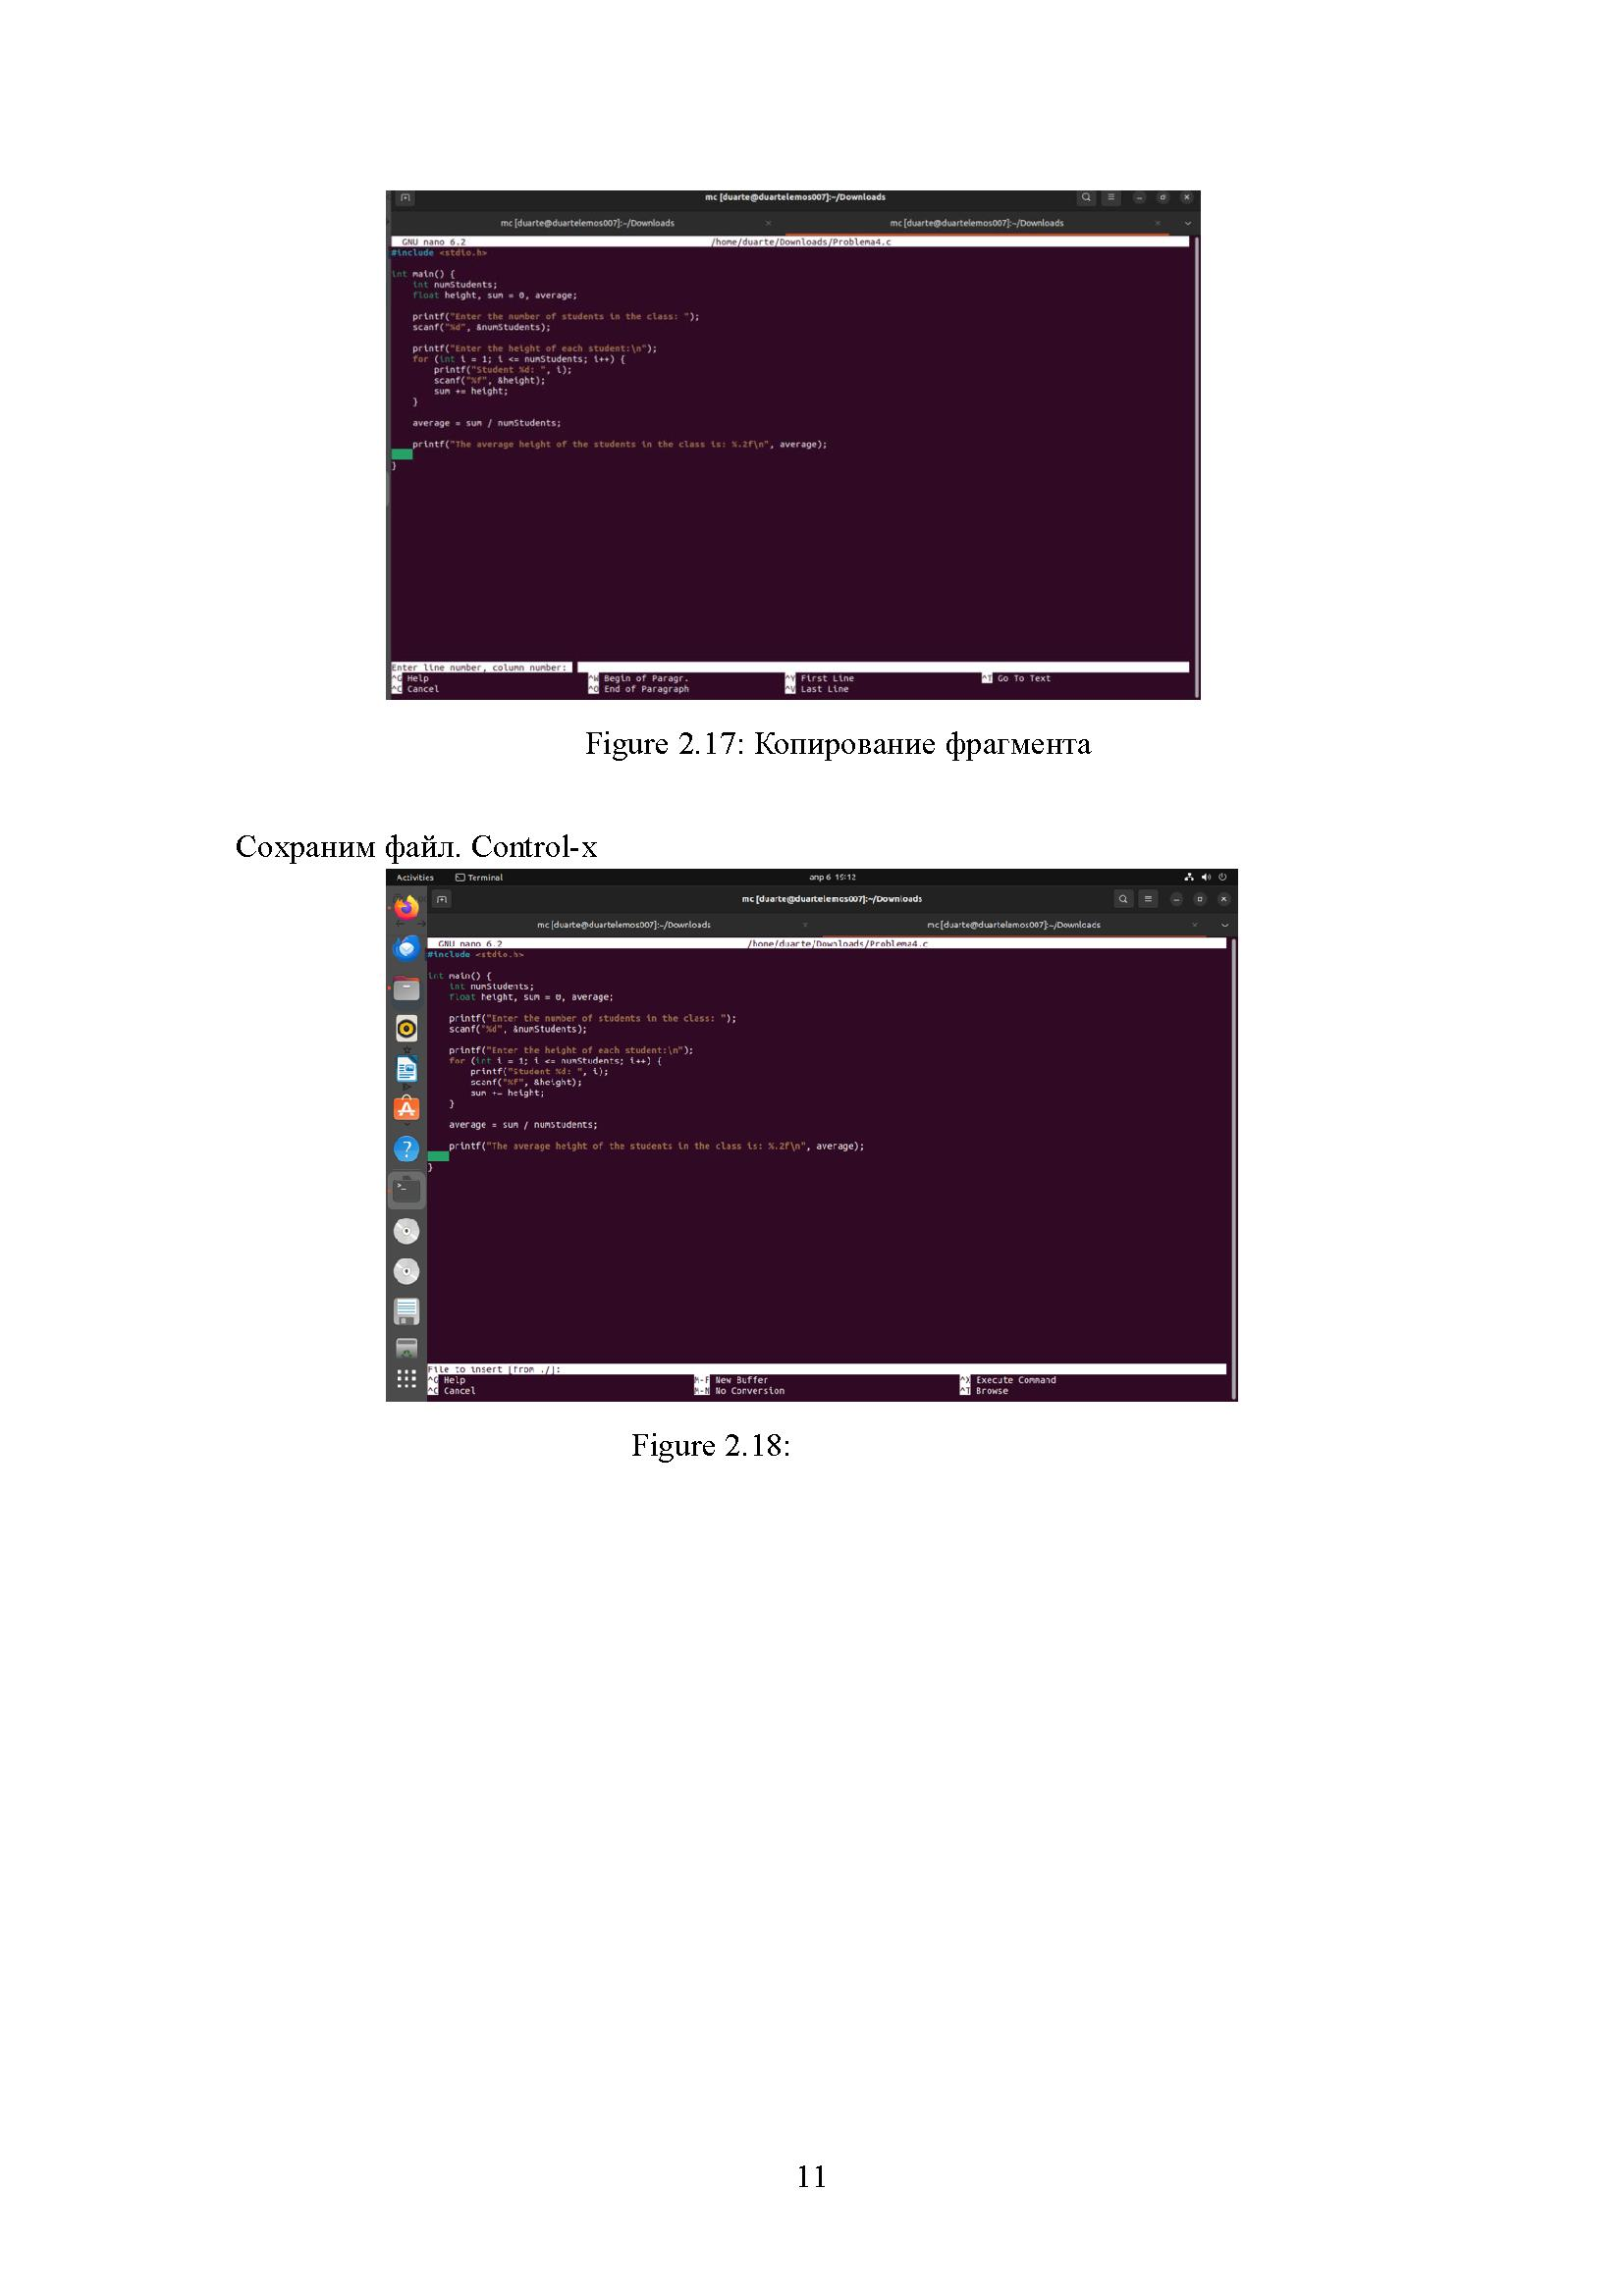 mc [duarte@duartelemos007]:~/Downloads
mc [duarte@duartelemos007]:~/Downloads × mc [duarte@duartelemos007]:~/Downloads ×
GNU nano 6.2 /home/duarte/Downloads/Problema4.c
#include <stdio.h>
int main() {
    int numStudents;
    float height, sum = 0, average;
    printf("Enter the number of students in the class: ");
    scanf("%d", &numStudents);
    printf("Enter the height of each student:\n");
    for (int i = 1; i <= numStudents; i++) {
        printf("Student %d: ", i);
        scanf("%f", &height);
        sum += height;
    }
    average = sum / numStudents;
    printf("The average height of the students in the class is: %.2f\n", average);
}
Enter line number, column number:
^G Help ^W Begin of Paragr. ^Y First Line ^T Go To Text
^C Cancel ^O End of Paragraph ^V Last Line
Figure 2.17: Копирование фрагмента
Сохраним файл. Control-x
Activities Terminal апр 6 15:12
mc [duarte@duartelemos007]:~/Downloads
mc [duarte@duartelemos007]:~/Downloads × mc [duarte@duartelemos007]:~/Downloads ×
GNU nano 6.2 /home/duarte/Downloads/Problema4.c
#include <stdio.h>
int main() {
    int numStudents;
    float height, sum = 0, average;
    printf("Enter the number of students in the class: ");
    scanf("%d", &numStudents);
    printf("Enter the height of each student:\n");
    for (int i = 1; i <= numStudents; i++) {
        printf("Student %d: ", i);
        scanf("%f", &height);
        sum += height;
    }
    average = sum / numStudents;
    printf("The average height of the students in the class is: %.2f\n", average);
}
File to insert [from ./]:
^G Help M-F New Buffer ^X Execute Command
^C Cancel M-N No Conversion ^T Browse
Figure 2.18:
11